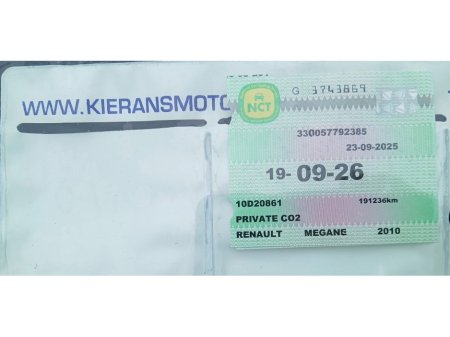 WWW.KIERANSMOTO
NCT
G 3743869
330057792385
23-09-2025
19- 09-26
10D20861 191236km
PRIVATE CO2
RENAULT MEGANE 2010